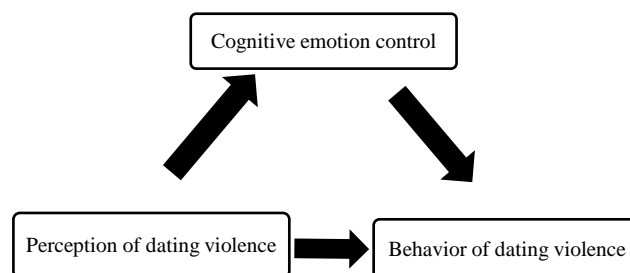 Cognitive emotion control
Perception of dating violence
Behavior of dating violence